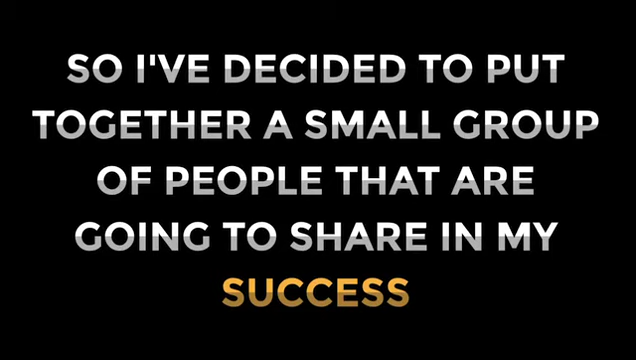 SO I'VE DECIDED TO PUT
TOGETHER A SMALL GROUP
OF PEOPLE THAT ARE
GOING TO SHARE IN MY
SUCCESS